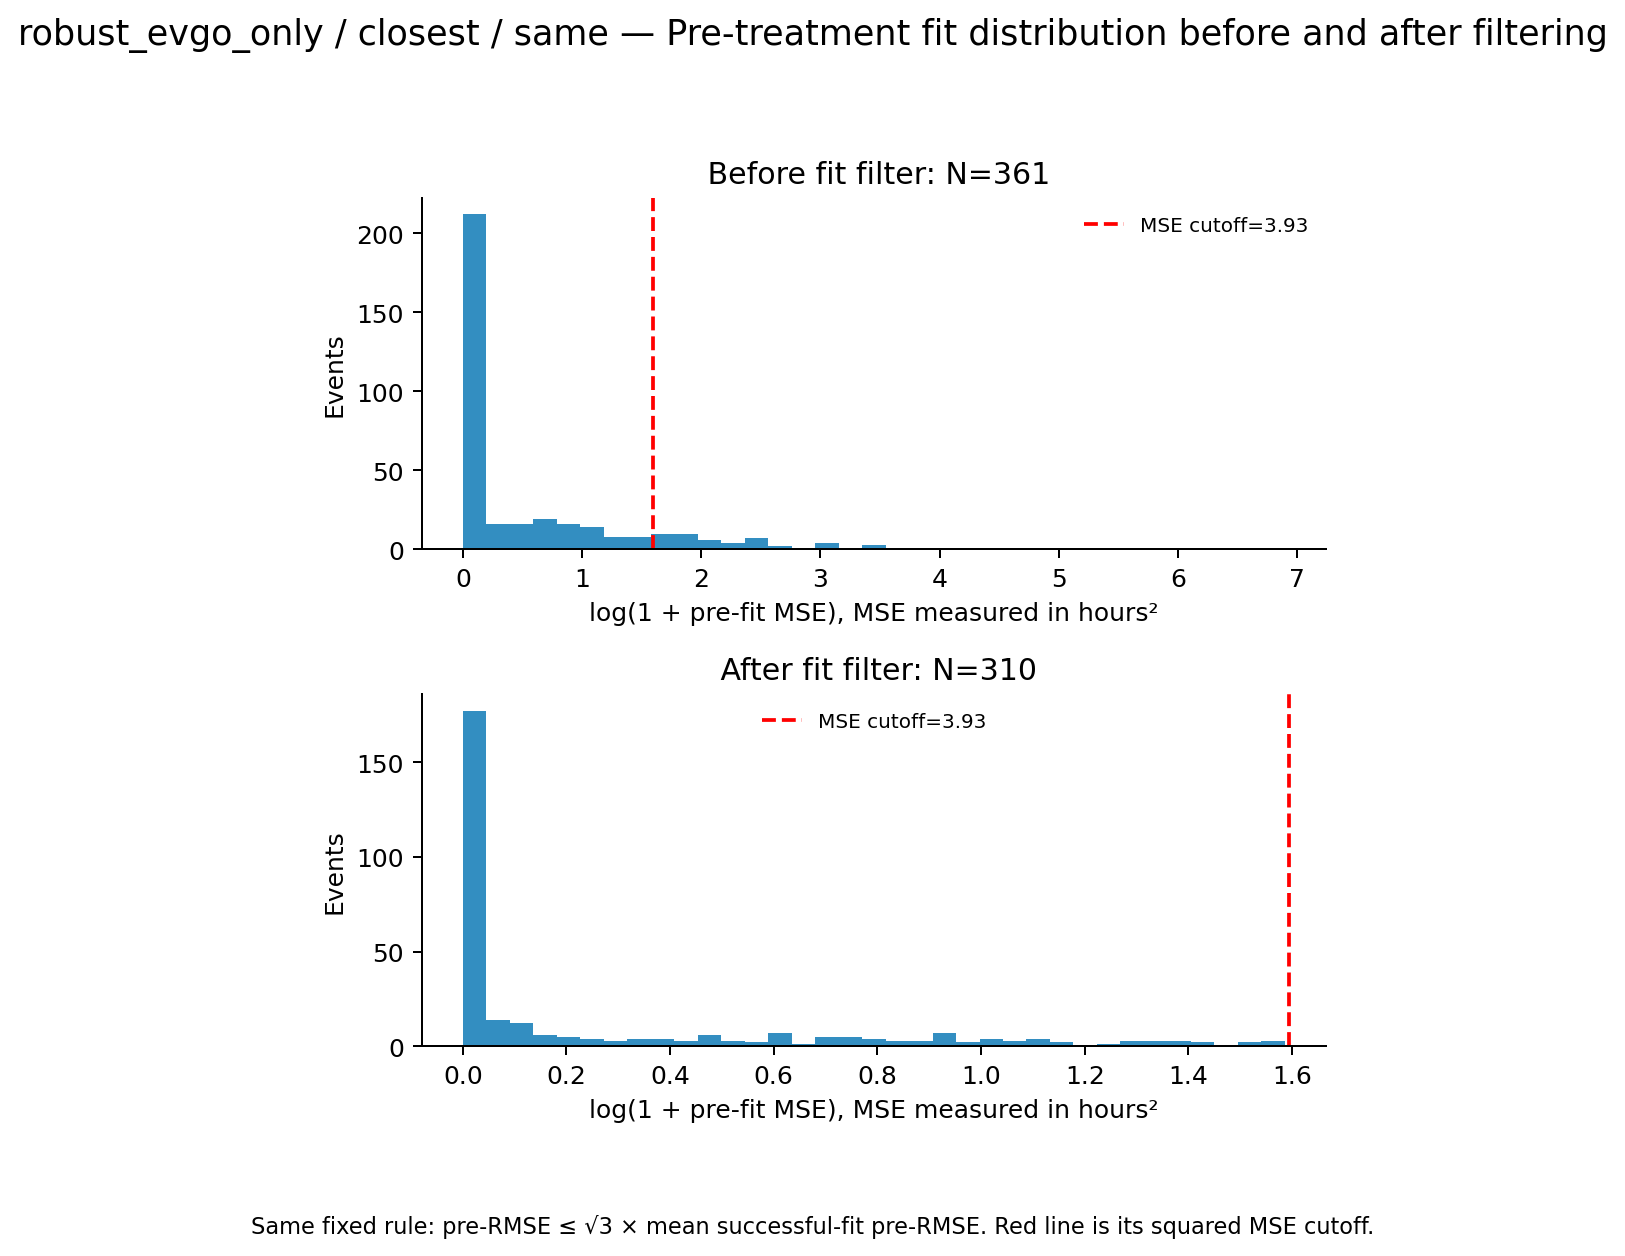 robust_evgo_only / closest / same — Pre-treatment fit distribution before and after filtering
Before fit filter: N=361
MSE cutoff=3.93
Events
200
150
100
50
0
0 1 2 3 4 5 6 7
log(1 + pre-fit MSE), MSE measured in hours²
After fit filter: N=310
MSE cutoff=3.93
Events
150
100
50
0
0.0 0.2 0.4 0.6 0.8 1.0 1.2 1.4 1.6
log(1 + pre-fit MSE), MSE measured in hours²
Same fixed rule: pre-RMSE ≤ √3 × mean successful-fit pre-RMSE. Red line is its squared MSE cutoff.